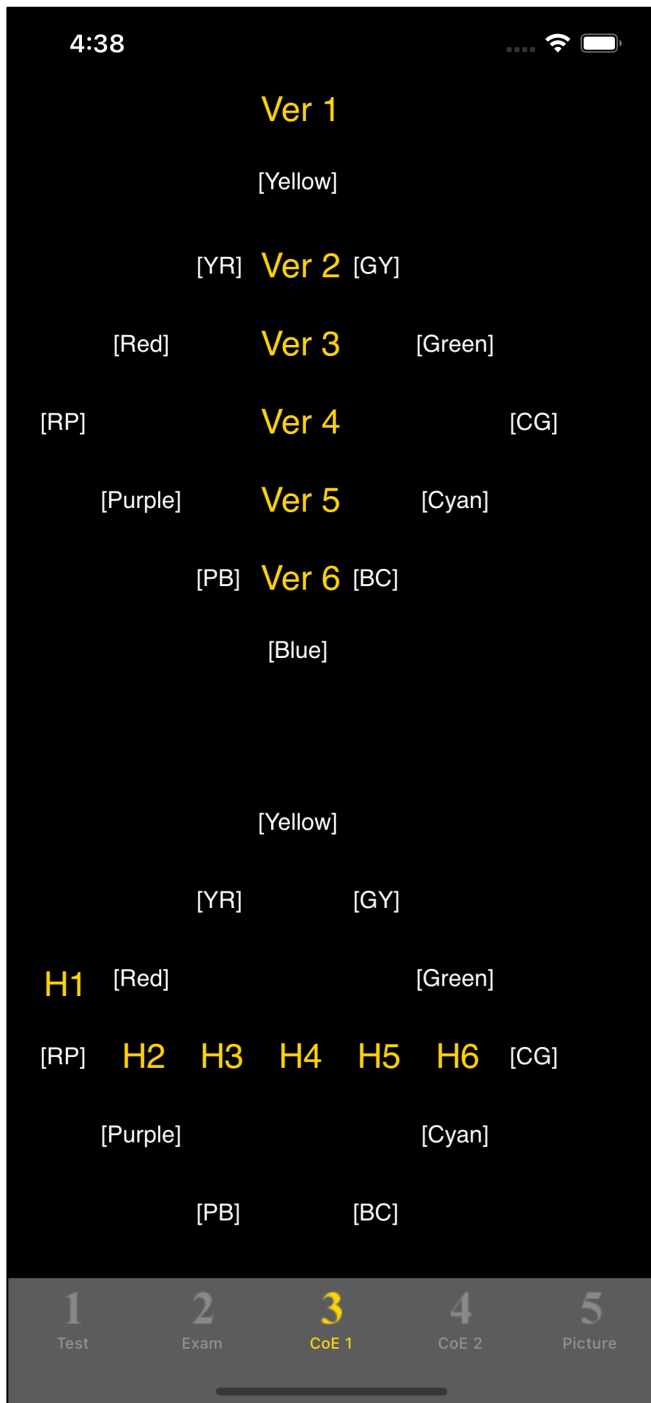 4:38
Ver 1
[Yellow]
[YR] Ver 2 [GY]
[Red] Ver 3 [Green]
[RP] Ver 4 [CG]
[Purple] Ver 5 [Cyan]
[PB] Ver 6 [BC]
[Blue]
[Yellow]
[YR] [GY]
H1 [Red] [Green]
[RP] H2 H3 H4 H5 H6 [CG]
[Purple] [Cyan]
[PB] [BC]
1 2 3 4 5
Test Exam CoE 1 CoE 2 Picture